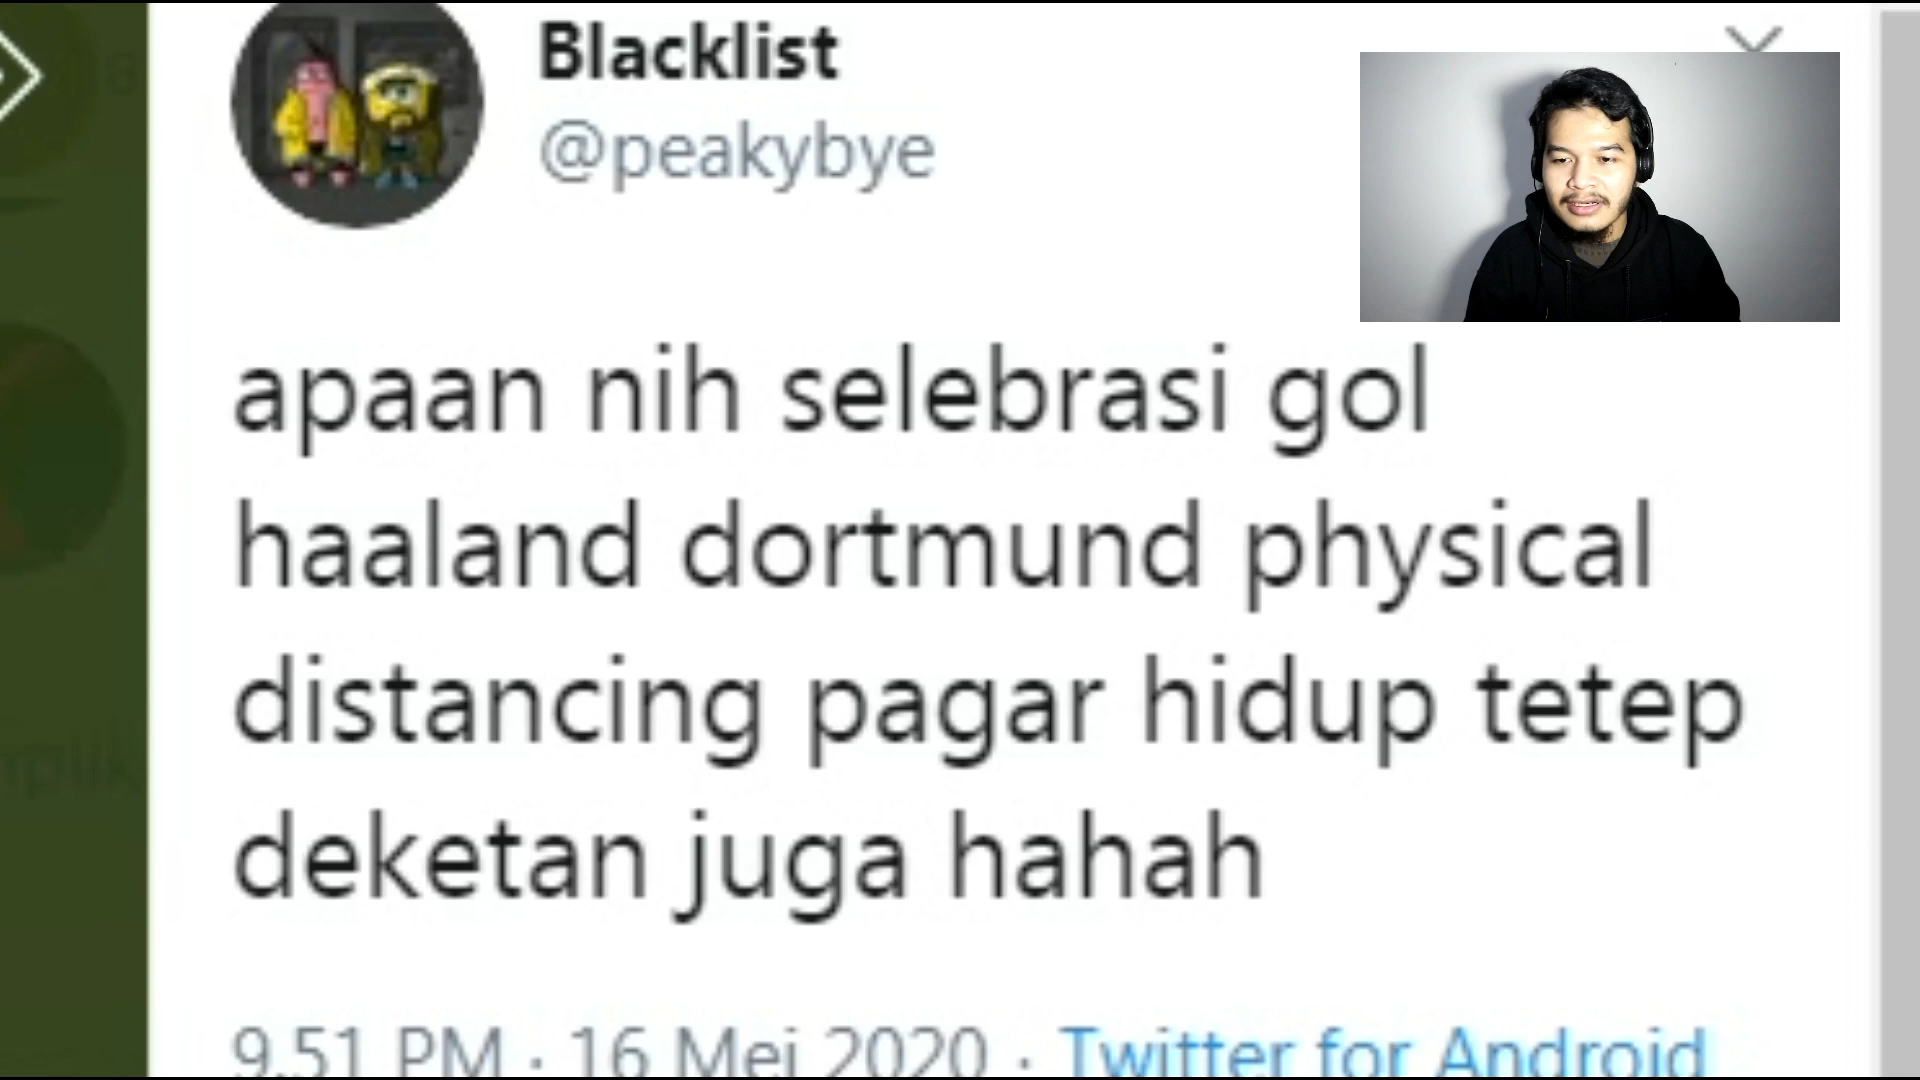 Blacklist
@peakybye
apaan nih selebrasi gol
haaland dortmund physical
distancing pagar hidup tetep
deketan juga hahah
9.51 PM · 16 Mei 2020 · Twitter for Android